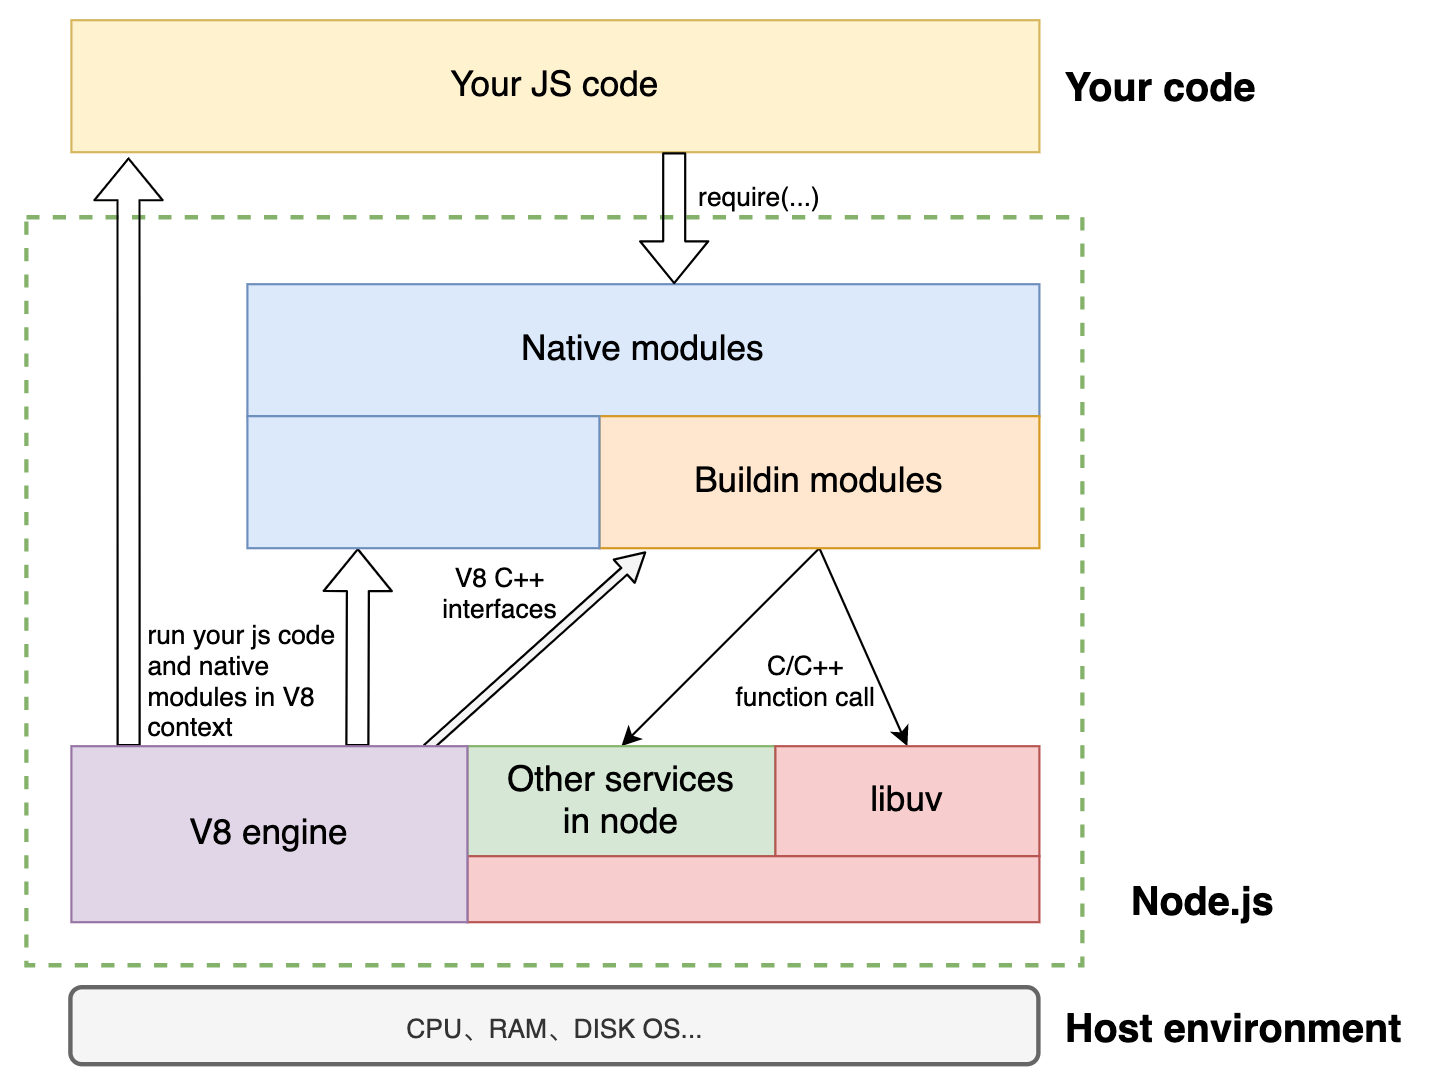 Your JS code
Your code
require(...)
Native modules
Buildin modules
V8 C++
interfaces
run your js code
and native
modules in V8
context
C/C++
function call
V8 engine
Other services
in node
libuv
Node.js
CPU、RAM、DISK OS...
Host environment